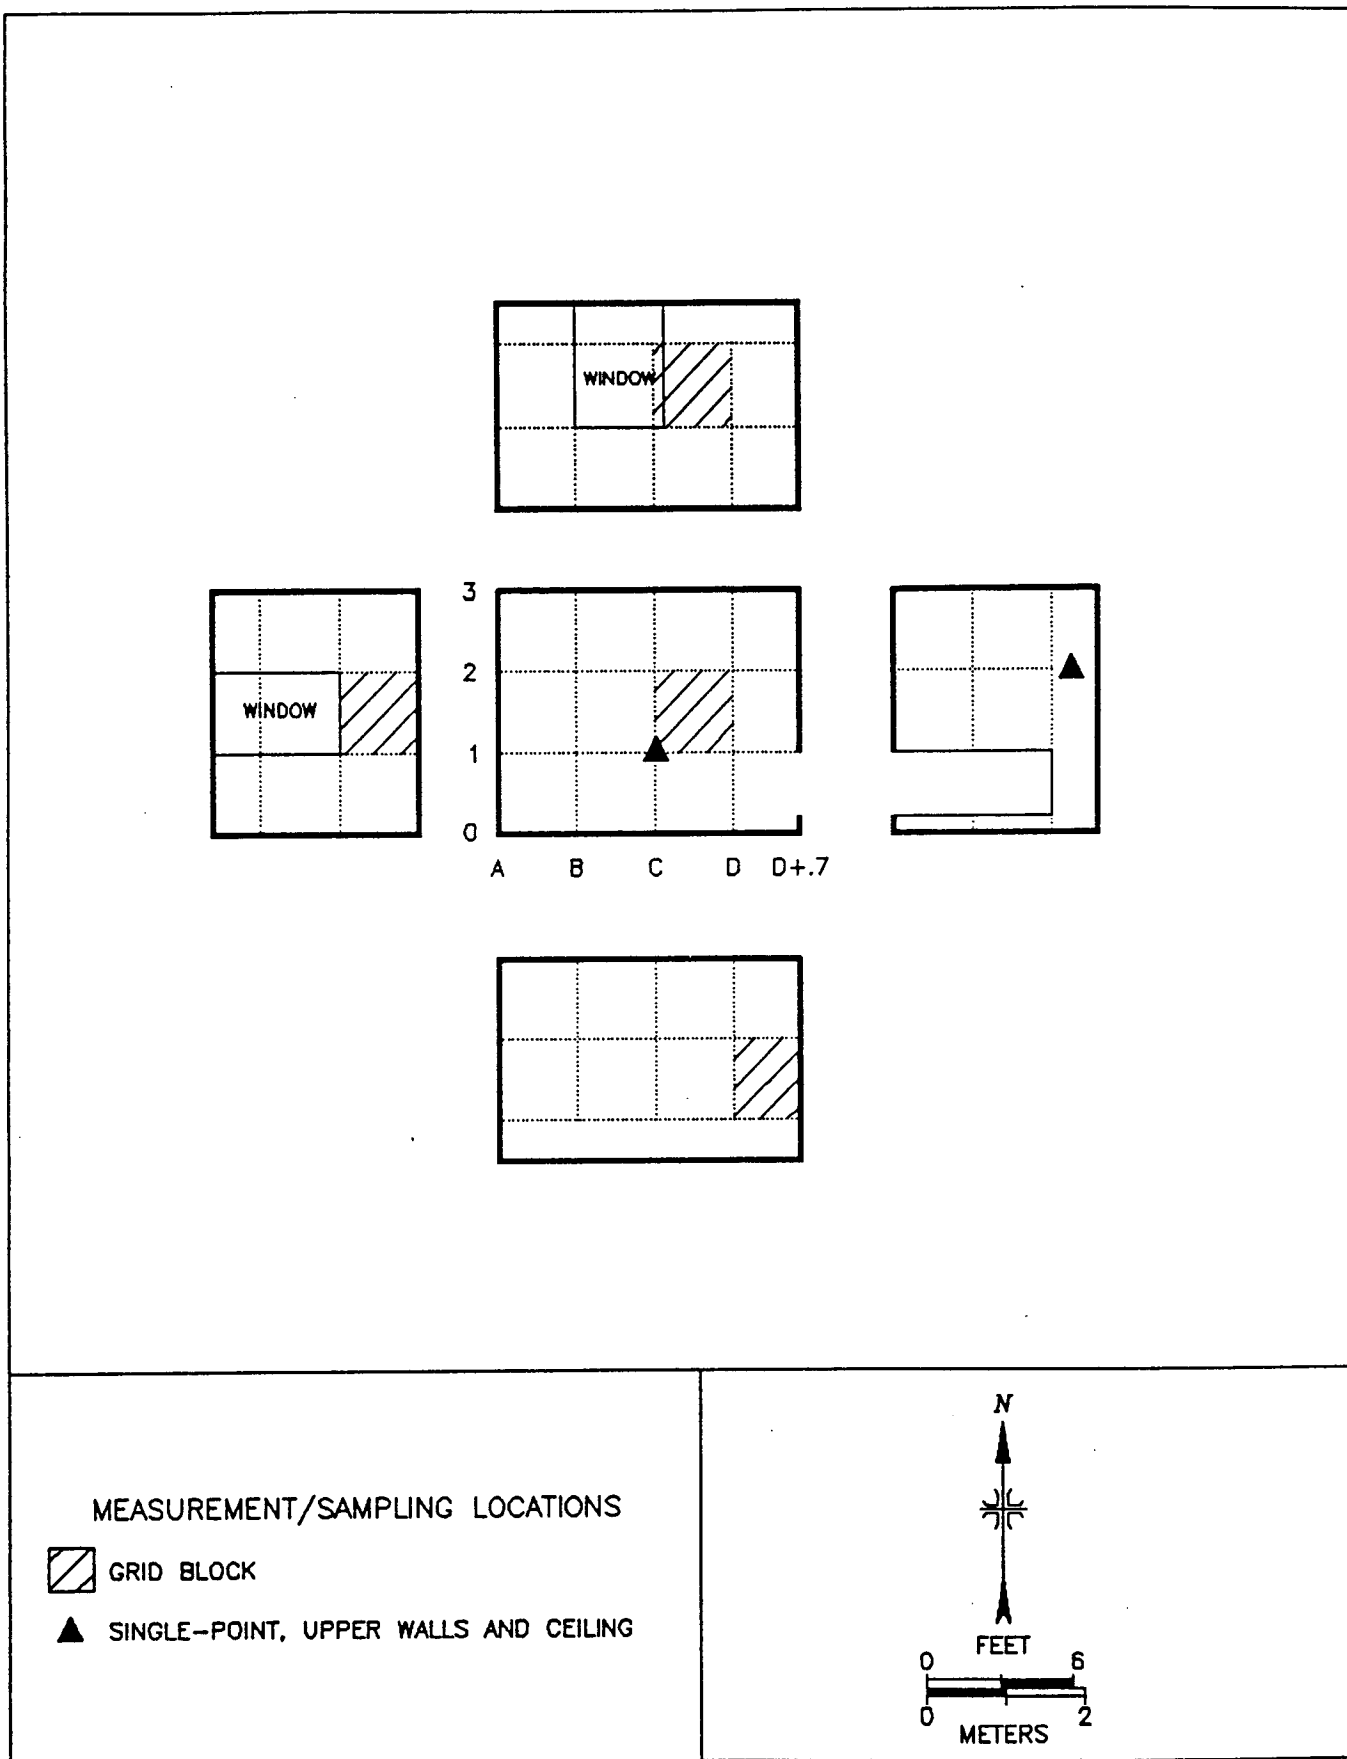 WINDOW
3
2
WINDOW
1
0
A B C D D+.7
MEASUREMENT/SAMPLING LOCATIONS
GRID BLOCK
SINGLE-POINT, UPPER WALLS AND CEILING
N
FEET
0 6
0 2
METERS